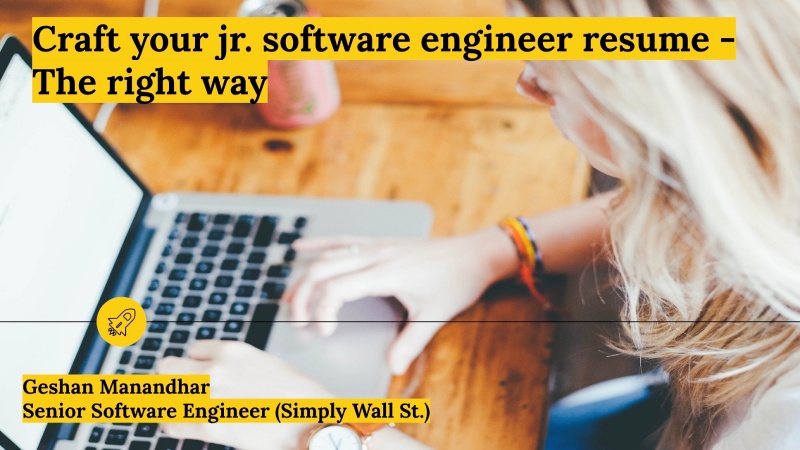 Craft your jr. software engineer resume -
The right way
Geshan Manandhar
Senior Software Engineer (Simply Wall St.)